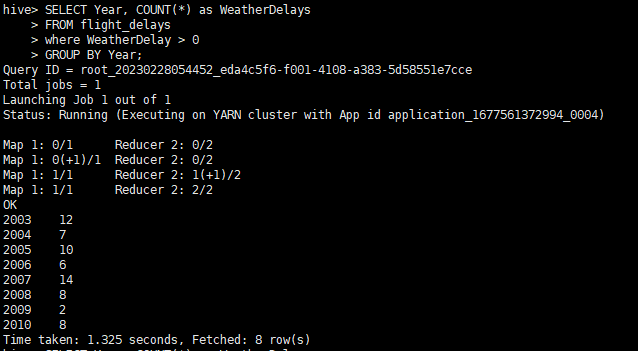 hive> SELECT Year, COUNT(*) as WeatherDelays
    > FROM flight_delays
    > where WeatherDelay > 0
    > GROUP BY Year;
Query ID = root_20230228054452_eda4c5f6-f001-4108-a383-5d58551e7cce
Total jobs = 1
Launching Job 1 out of 1
Status: Running (Executing on YARN cluster with App id application_1677561372994_0004)

Map 1: 0/1      Reducer 2: 0/2
Map 1: 0(+1)/1  Reducer 2: 0/2
Map 1: 1/1      Reducer 2: 1(+1)/2
Map 1: 1/1      Reducer 2: 2/2
OK
2003    12
2004    7
2005    10
2006    6
2007    14
2008    8
2009    2
2010    8
Time taken: 1.325 seconds, Fetched: 8 row(s)